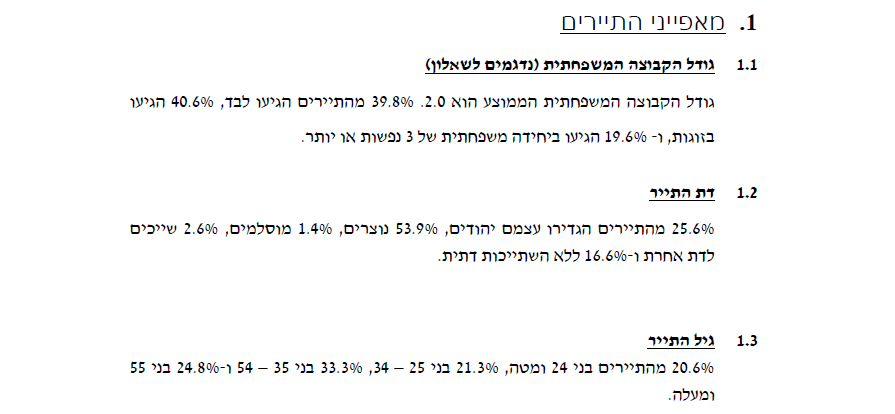 1. מאפייני התיירים
1.1 גודל הקבוצה המשפחתית (נדגמים לשאלון)
גודל הקבוצה המשפחתית הממוצע הוא 2.0. 39.8% מהתיירים הגיעו לבד, 40.6% הגיעו
בזוגות, ו- 19.6% הגיעו ביחידה משפחתית של 3 נפשות או יותר.
1.2 דת התייר
25.6% מהתיירים הגדירו עצמם יהודים, 53.9% נוצרים, 1.4% מוסלמים, 2.6% שייכים
לדת אחרת ו-16.6% ללא השתייכות דתית.
1.3 גיל התייר
20.6% מהתיירים בני 24 ומטה, 21.3% בני 25 – 34, 33.3% בני 35 – 54 ו-24.8% בני 55
ומעלה.